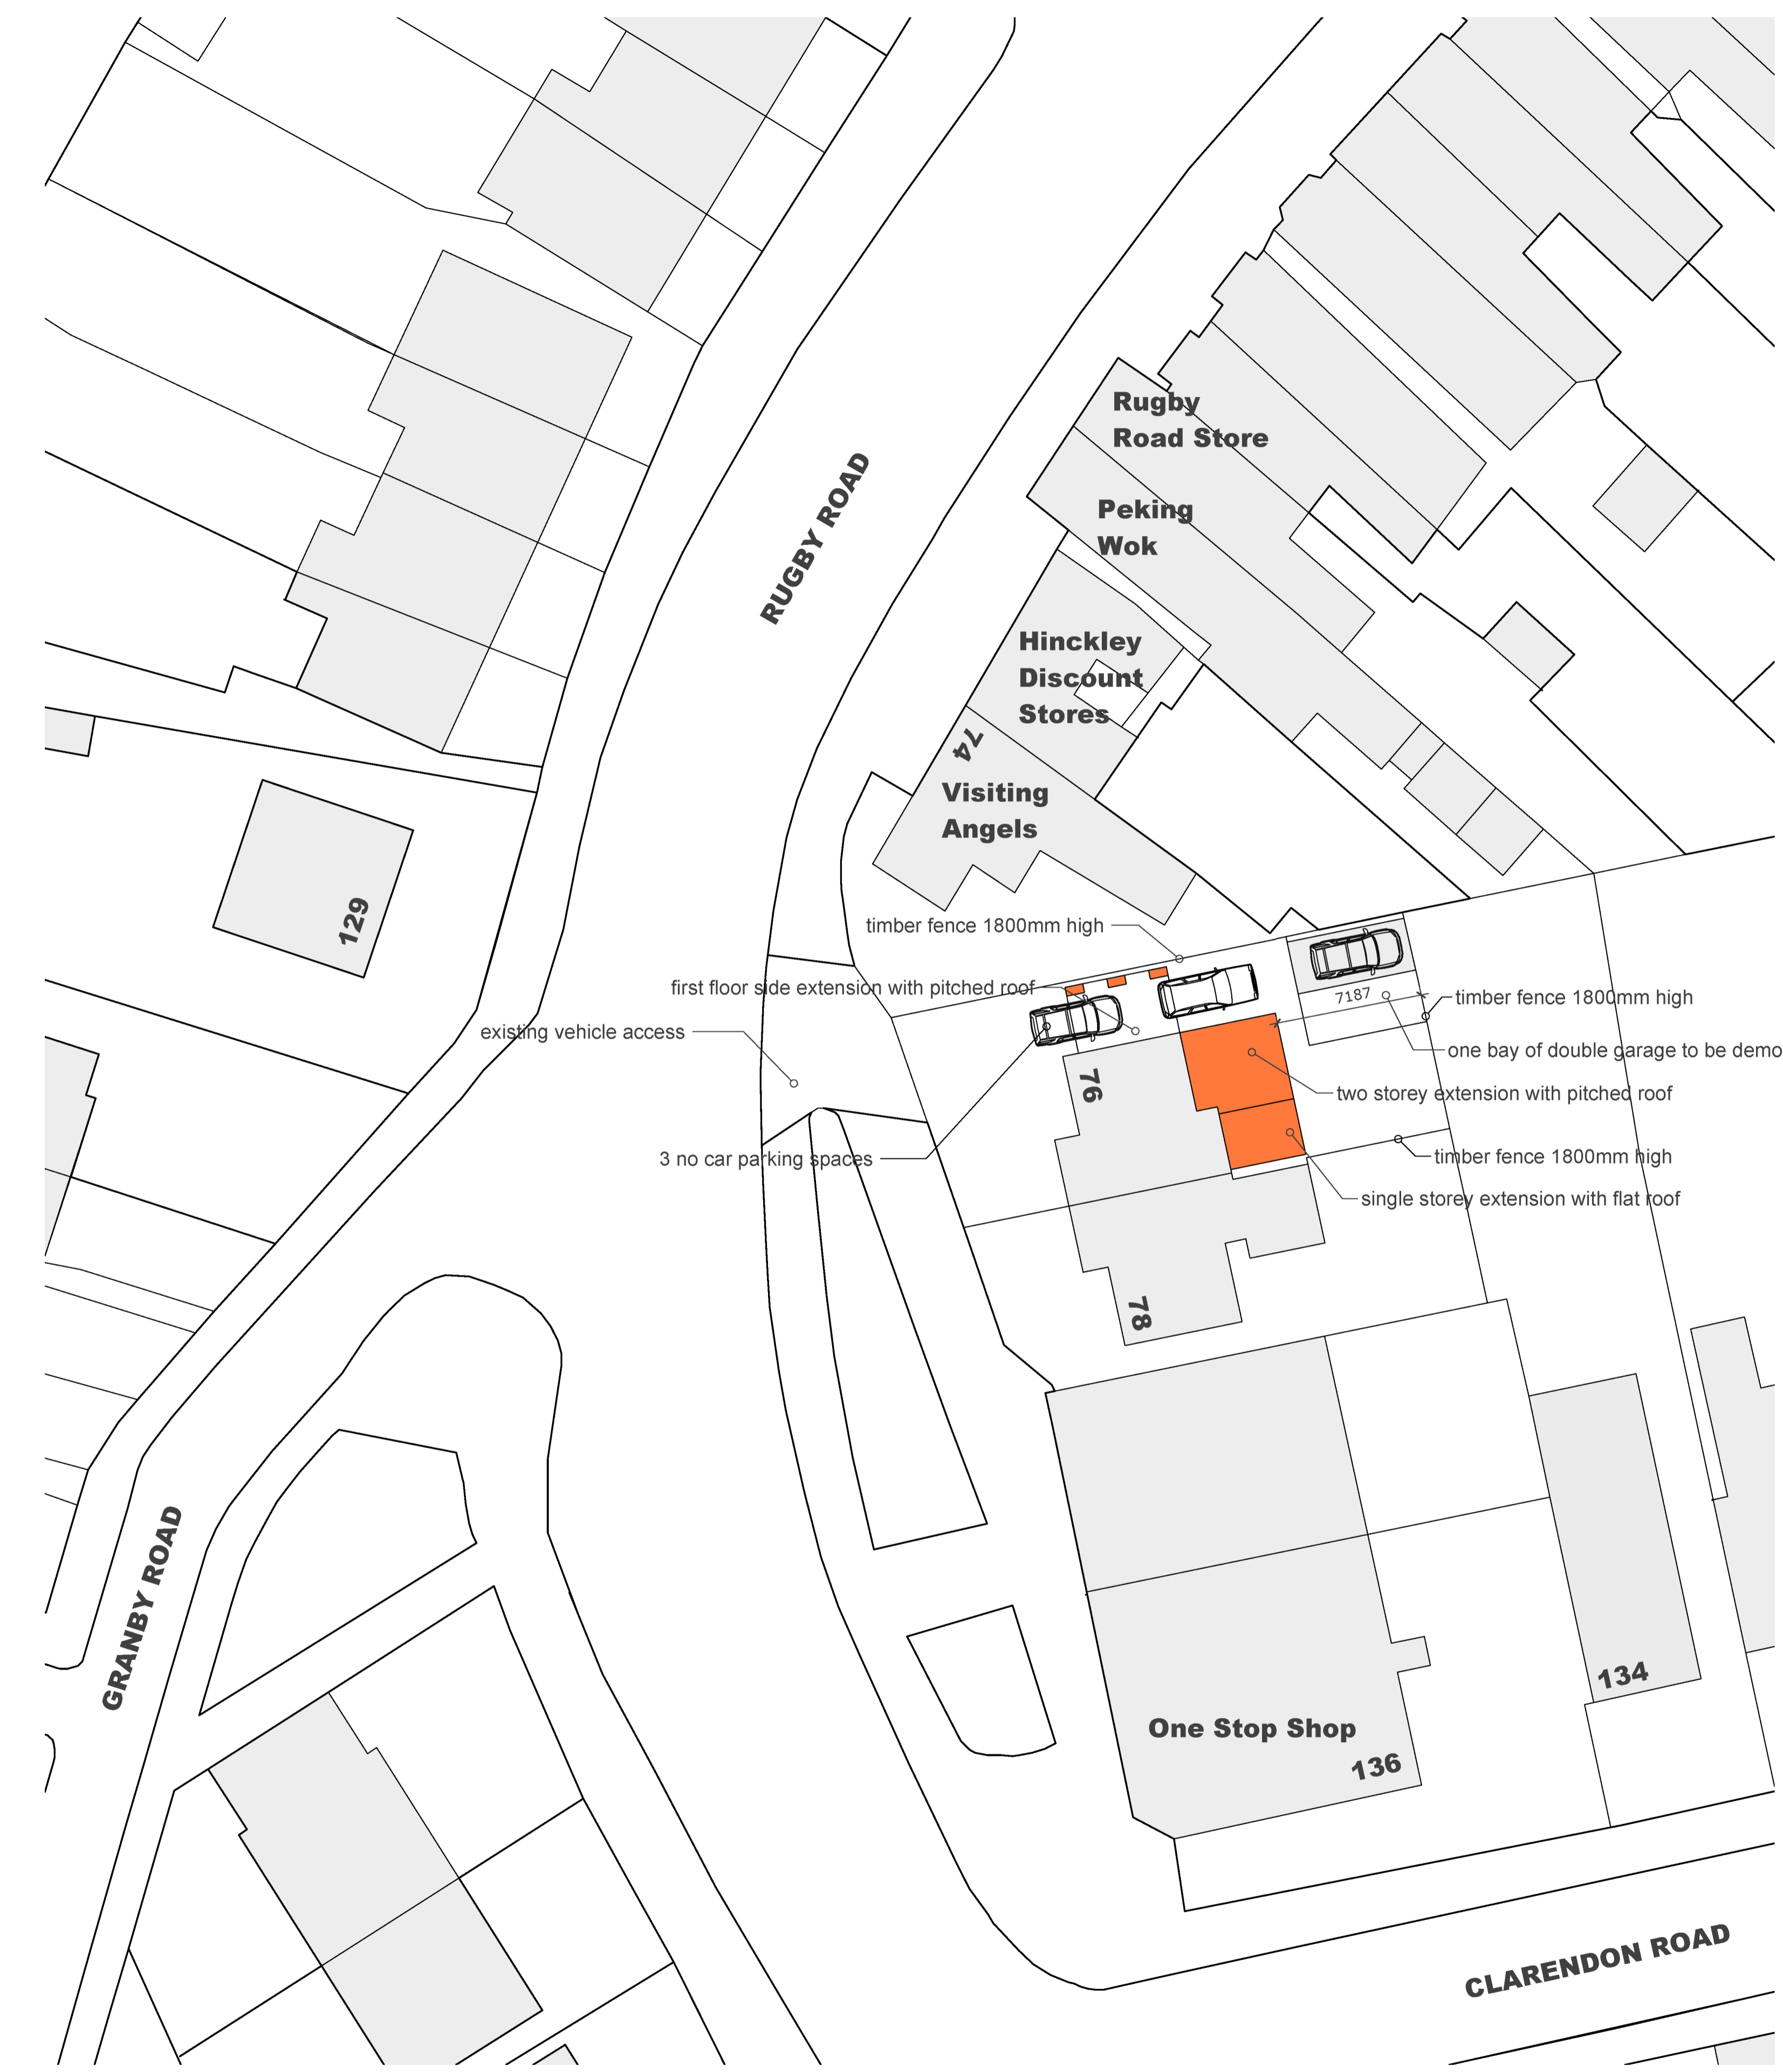 Rugby
Road Store
RUGBY ROAD
Peking
Wok
Hinckley
Discount
Stores
74
Visiting
Angels
129
timber fence 1800mm high
first floor side extension with pitched roof
7187
timber fence 1800mm high
existing vehicle access
one bay of double garage to be demo
76
two storey extension with pitched roof
3 no car parking spaces
timber fence 1800mm high
single storey extension with flat roof
78
GRANBY ROAD
134
One Stop Shop
136
CLARENDON ROAD